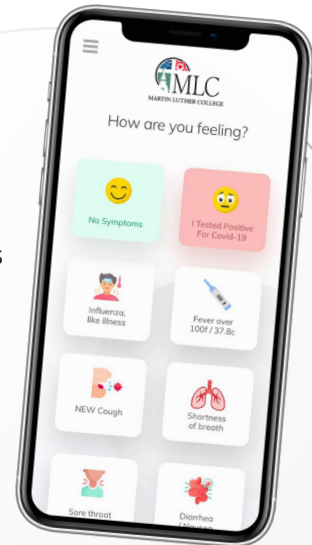 MLC
MARTIN LUTHER COLLEGE
How are you feeling?
No Symptoms
I Tested Positive
For Covid-19
Influenza,
like illness
Fever over
100f / 37.8c
NEW Cough
Shortness
of breath
Sore throat
Diarrhea
s